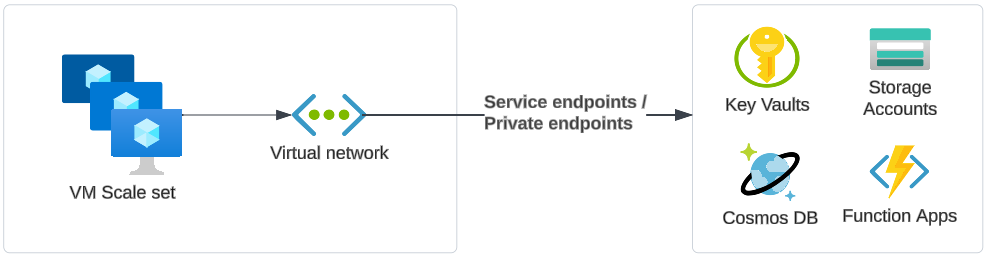 VM Scale set
Virtual network
Service endpoints /
Private endpoints
Key Vaults
Storage
Accounts
Cosmos DB
Function Apps